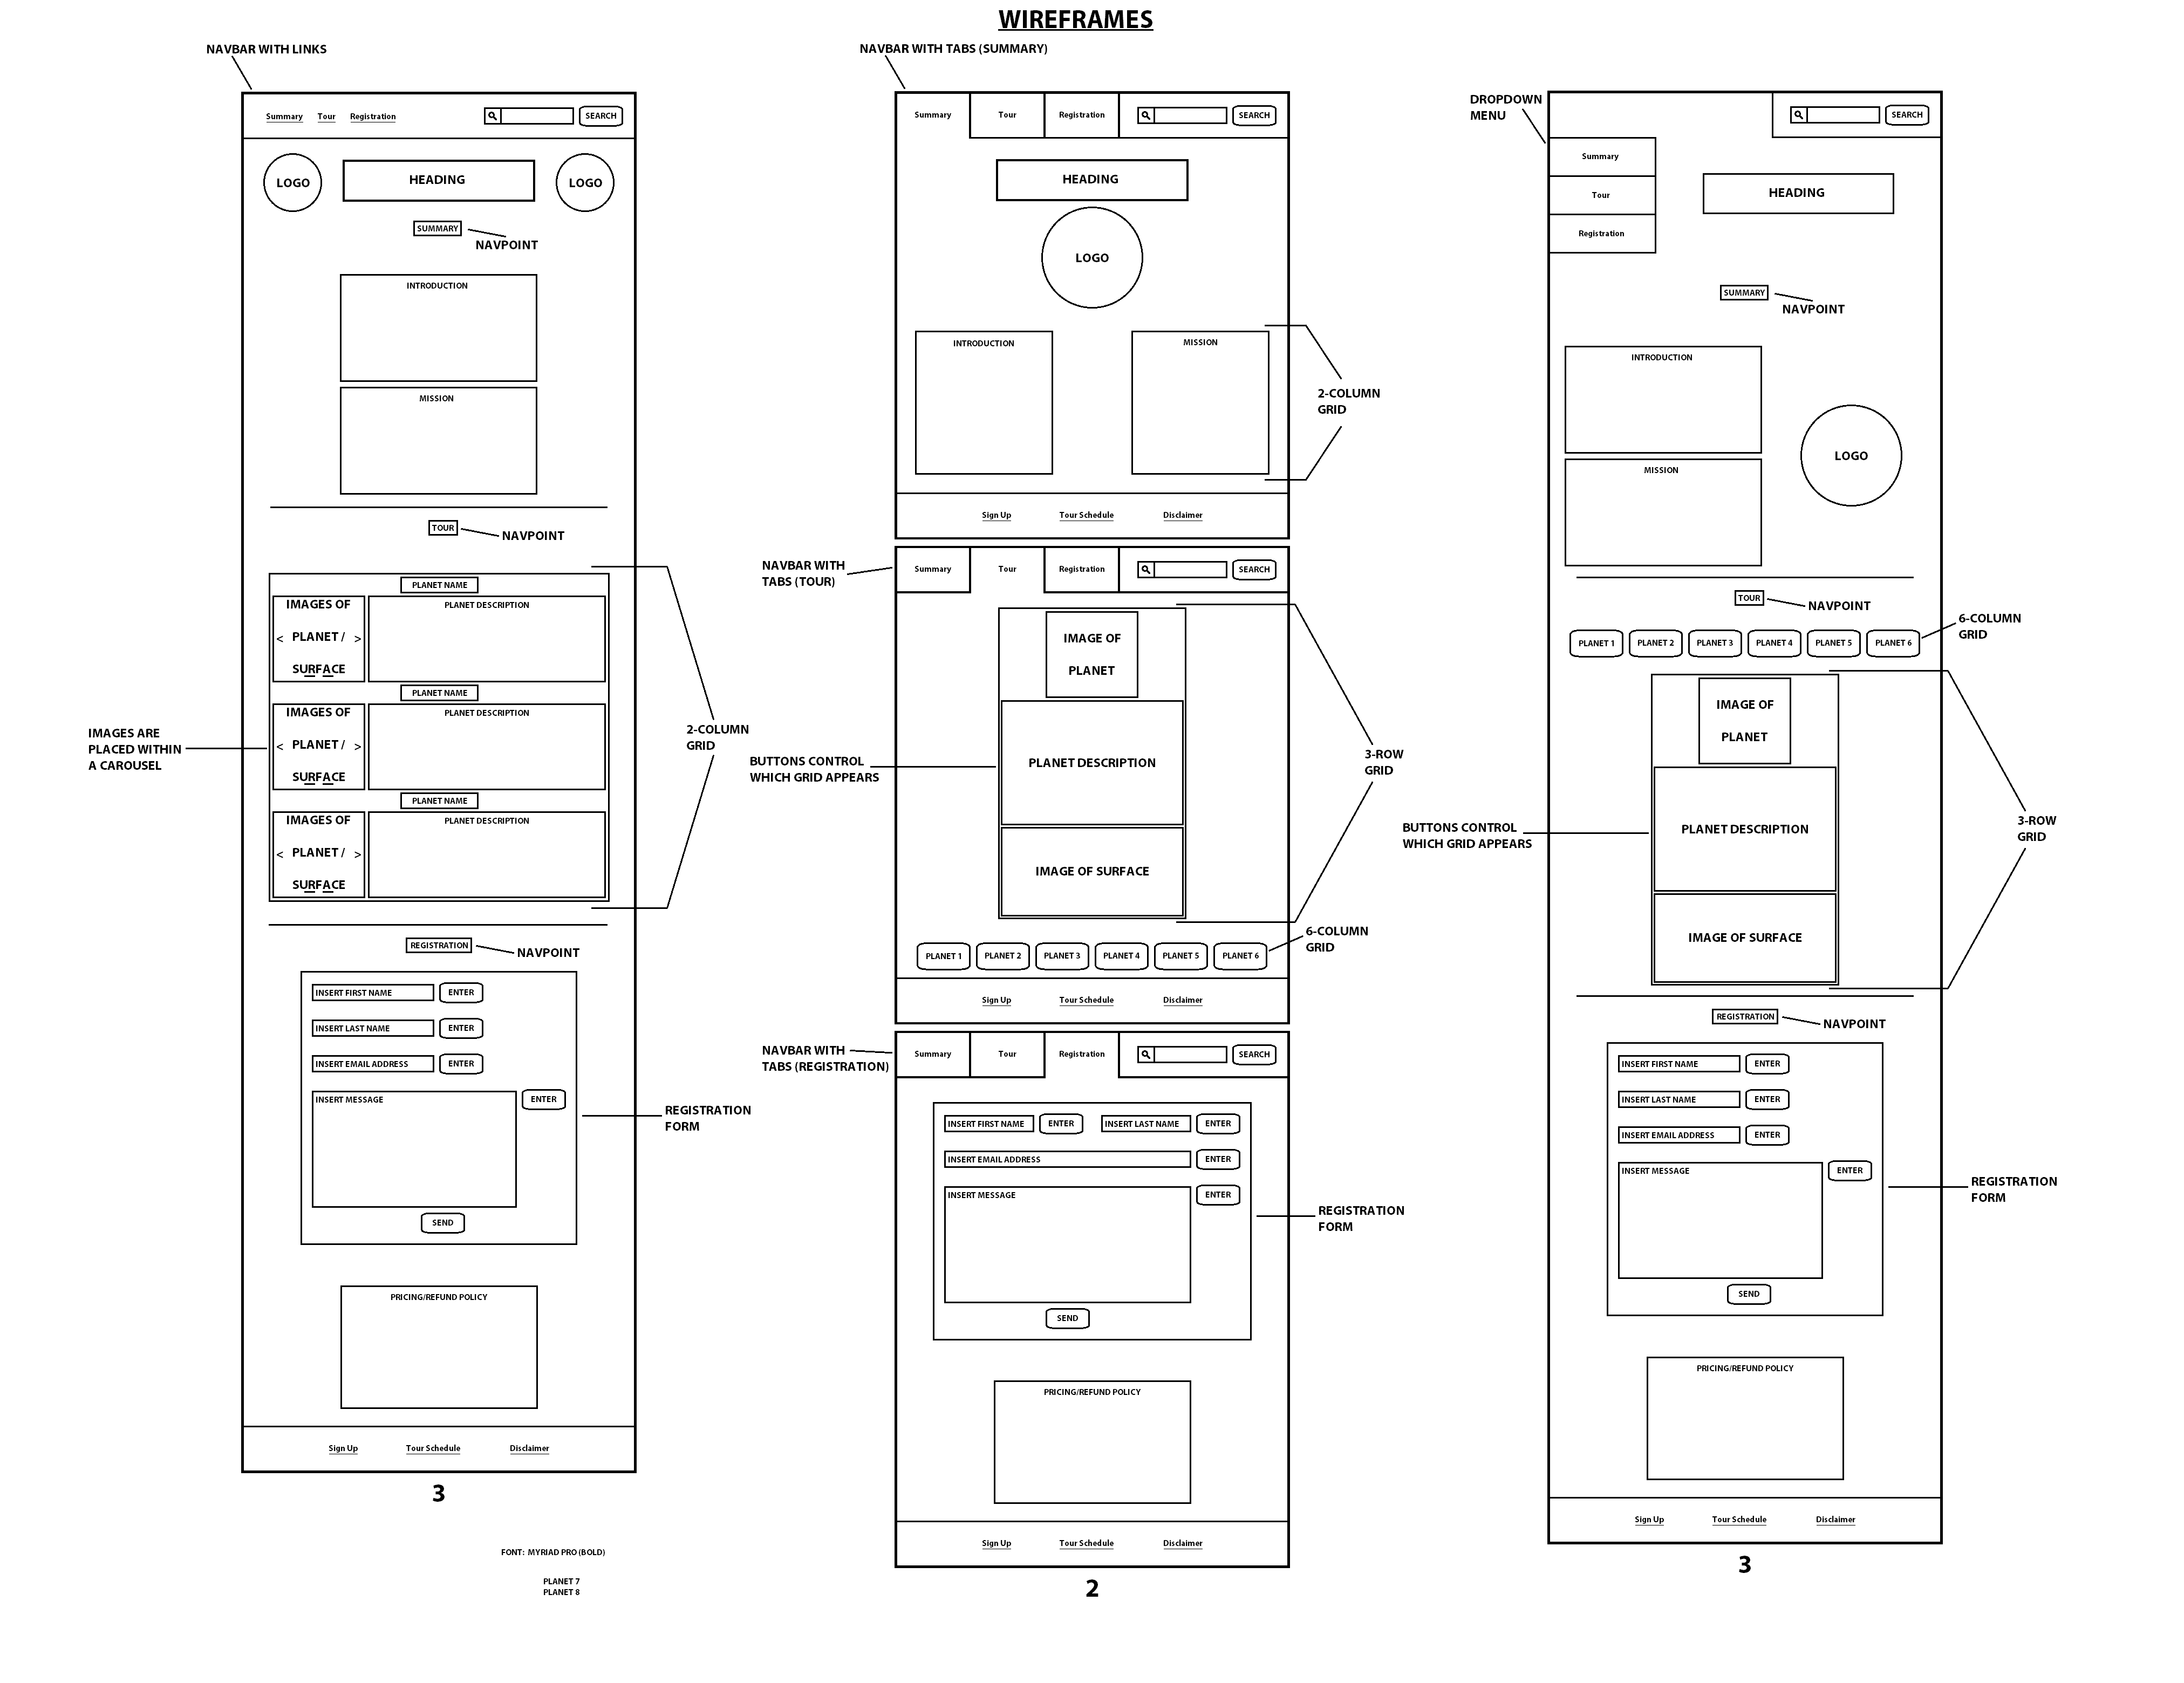 WIREFRAMES
NAVBAR WITH LINKS
Summary Tour Registration SEARCH
LOGO HEADING LOGO
SUMMARY
NAVPOINT
INTRODUCTION
MISSION
TOUR
NAVPOINT
PLANET NAME
IMAGES OF
< PLANET / >
SURFACE
PLANET DESCRIPTION
PLANET NAME
IMAGES OF
< PLANET / >
SURFACE
PLANET DESCRIPTION
PLANET NAME
IMAGES OF
< PLANET / >
SURFACE
PLANET DESCRIPTION
IMAGES ARE
PLACED WITHIN
A CAROUSEL
2-COLUMN
GRID
REGISTRATION
NAVPOINT
INSERT FIRST NAME ENTER
INSERT LAST NAME ENTER
INSERT EMAIL ADDRESS ENTER
INSERT MESSAGE ENTER
SEND
REGISTRATION
FORM
PRICING/REFUND POLICY
Sign Up Tour Schedule Disclaimer
3
FONT: MYRIAD PRO (BOLD)
PLANET 7
PLANET 8
NAVBAR WITH TABS (SUMMARY)
Summary Tour Registration SEARCH
HEADING
LOGO
INTRODUCTION
MISSION
2-COLUMN
GRID
Sign Up Tour Schedule Disclaimer
NAVBAR WITH
TABS (TOUR)
Summary Tour Registration SEARCH
IMAGE OF
PLANET
PLANET DESCRIPTION
IMAGE OF SURFACE
BUTTONS CONTROL
WHICH GRID APPEARS
3-ROW
GRID
6-COLUMN
GRID
PLANET 1 PLANET 2 PLANET 3 PLANET 4 PLANET 5 PLANET 6
Sign Up Tour Schedule Disclaimer
NAVBAR WITH
TABS (REGISTRATION)
Summary Tour Registration SEARCH
INSERT FIRST NAME ENTER INSERT LAST NAME ENTER
INSERT EMAIL ADDRESS ENTER
INSERT MESSAGE ENTER
SEND
REGISTRATION
FORM
PRICING/REFUND POLICY
Sign Up Tour Schedule Disclaimer
2
DROPDOWN
MENU
SEARCH
Summary
Tour
Registration
HEADING
SUMMARY
NAVPOINT
INTRODUCTION
MISSION
LOGO
TOUR
NAVPOINT
6-COLUMN
GRID
PLANET 1 PLANET 2 PLANET 3 PLANET 4 PLANET 5 PLANET 6
IMAGE OF
PLANET
PLANET DESCRIPTION
IMAGE OF SURFACE
BUTTONS CONTROL
WHICH GRID APPEARS
3-ROW
GRID
REGISTRATION
NAVPOINT
INSERT FIRST NAME ENTER
INSERT LAST NAME ENTER
INSERT EMAIL ADDRESS ENTER
INSERT MESSAGE ENTER
SEND
REGISTRATION
FORM
PRICING/REFUND POLICY
Sign Up Tour Schedule Disclaimer
3